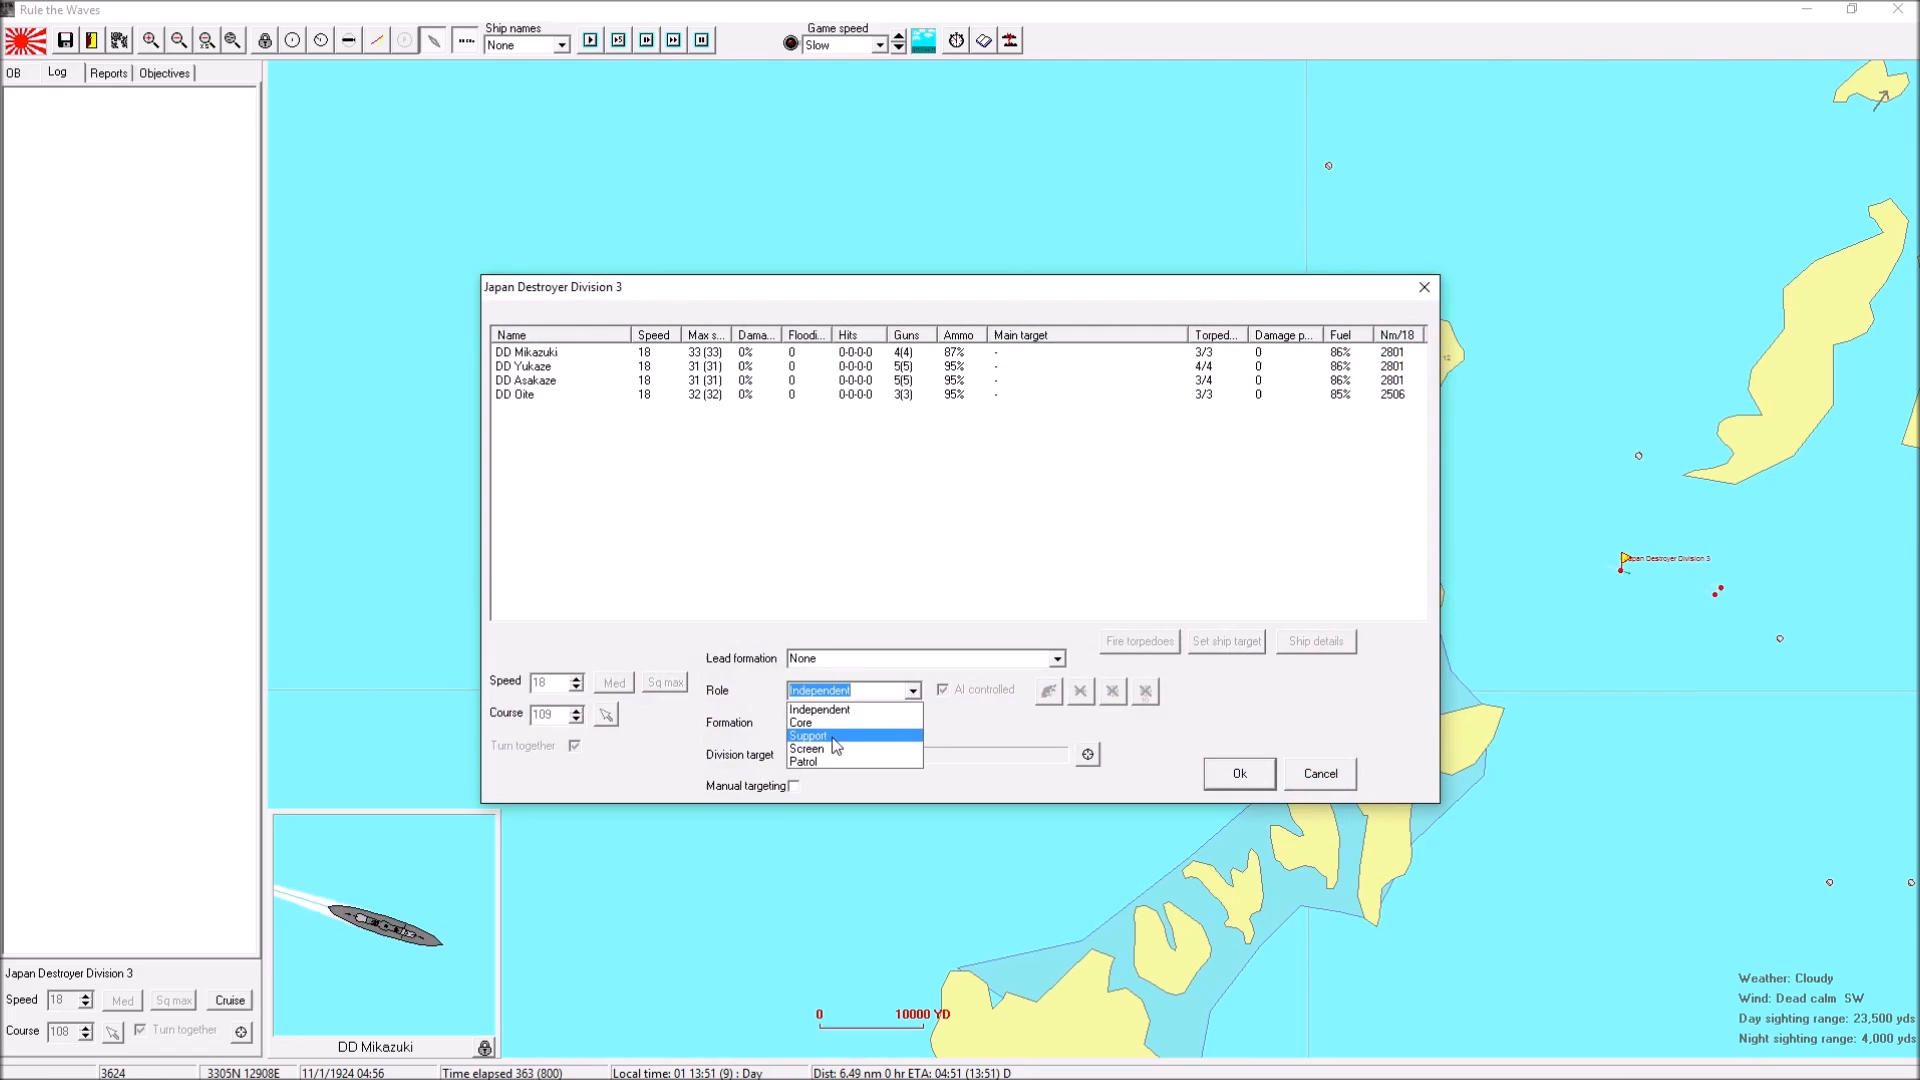 Rule the Waves
Ship names
None
Game speed
Slow
OB Log Reports Objectives
Japan Destroyer Division 3
Name Speed Max s... Dama... Floodi... Hits Guns Ammo Main target Torped... Damage p... Fuel Nm/18
DD Mikazuki 18 33 (33) 0% 0 0-0-0-0 4(4) 87% - 3/3 0 86% 2801
DD Yukaze 18 31 (31) 0% 0 0-0-0-0 5(5) 95% - 4/4 0 86% 2801
DD Asakaze 18 31 (31) 0% 0 0-0-0-0 5(5) 95% - 3/4 0 86% 2801
DD Oite 18 32 (32) 0% 0 0-0-0-0 3(3) 95% - 3/3 0 85% 2506
12
Japan Destroyer Division 3
Fire torpedoes Set ship target Ship details
Lead formation None
Speed 18 Med Sq max
Role Independent AI controlled
Independent
Course 109
Formation
Core
Support
Turn together
Division target
Screen
Patrol
Manual targeting
Ok Cancel
Japan Destroyer Division 3
Speed 18 Med Sq max Cruise
Course 108 Turn together
DD Mikazuki
0 10000 YD
Weather: Cloudy
Wind: Dead calm SW
Day sighting range: 23,500 yds
Night sighting range: 4,000 yds
3624 3305N 12908E 11/1/1924 04:56 Time elapsed 363 (800) Local time: 01 13:51 (9) : Day Dist: 6.49 nm 0 hr ETA: 04:51 (13:51) D